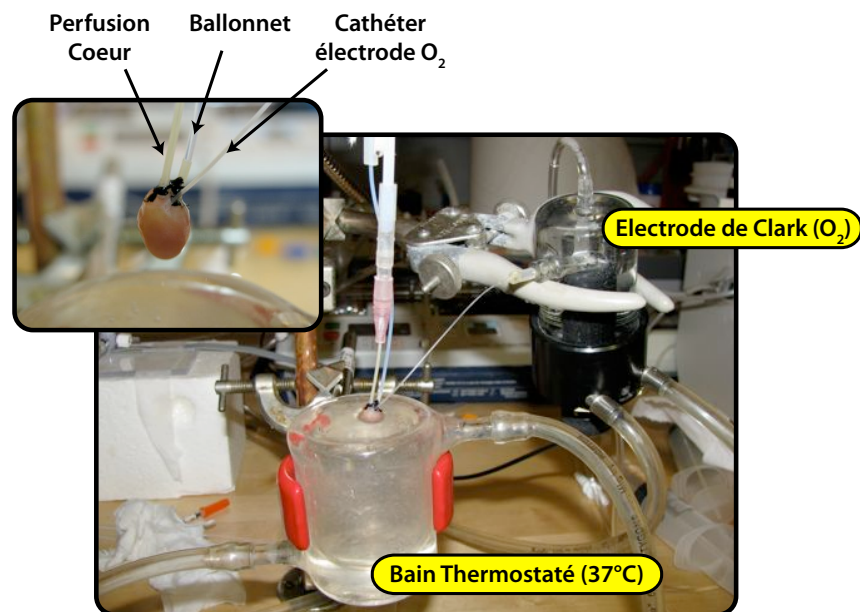 Perfusion
Coeur
Ballonnet
Cathéter
électrode O₂
Electrode de Clark (O₂)
Bain Thermostaté (37°C)